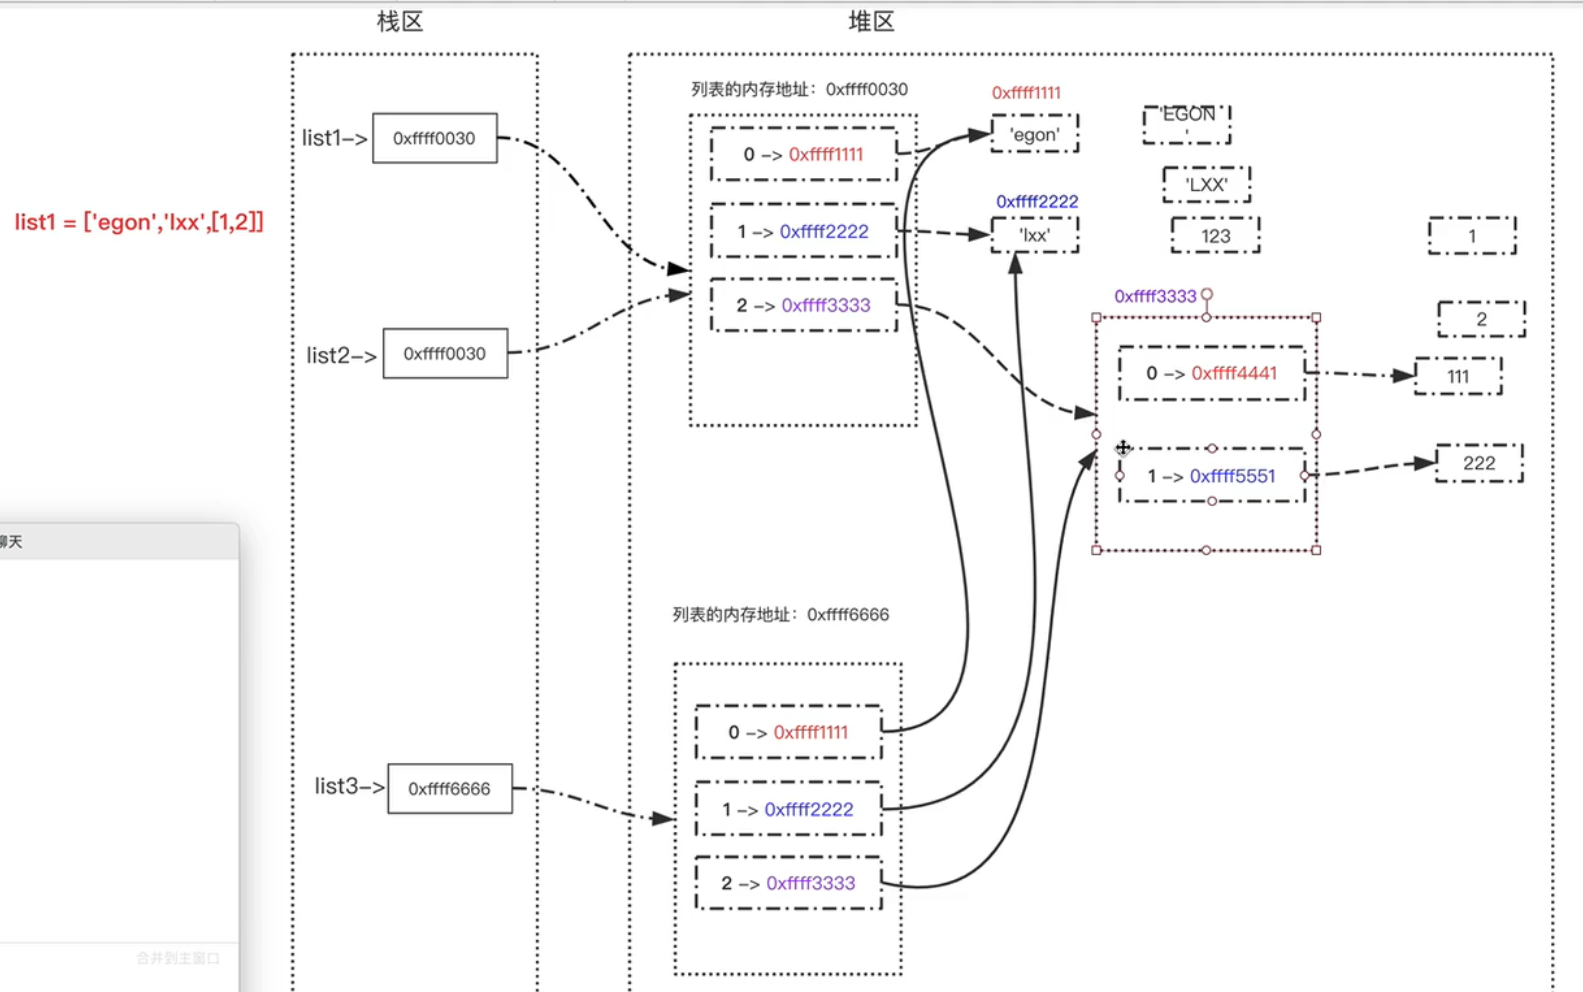 栈区
堆区
列表的内存地址：0xffff0030
0xffff1111
list1->
0xffff0030
0 -> 0xffff1111
'egon'
'EGON
'
'LXX'
list1 = ['egon','lxx',[1,2]]
1 -> 0xffff2222
0xffff2222
'lxx'
123
1
2 -> 0xffff3333
0xffff3333
2
list2->
0xffff0030
0 -> 0xffff4441
111
1 -> 0xffff5551
222
聊天
列表的内存地址：0xffff6666
0 -> 0xffff1111
list3->
0xffff6666
1 -> 0xffff2222
2 -> 0xffff3333
合并到主窗口